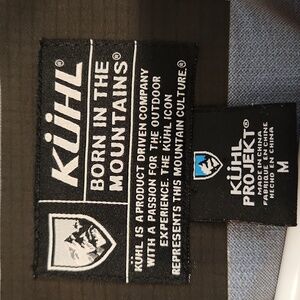 KÜHL®
BORN IN THE
MOUNTAINS®
KÜHL IS A PRODUCT DRIVEN COMPANY
WITH A PASSION FOR THE OUTDOOR
EXPERIENCE. THE KÜHL ICON
REPRESENTS THIS MOUNTAIN CULTURE.®
KÜHL
PROJEKT®
MADE IN CHINA
FABRIQUÉ EN CHINE
HECHO EN CHINA
M